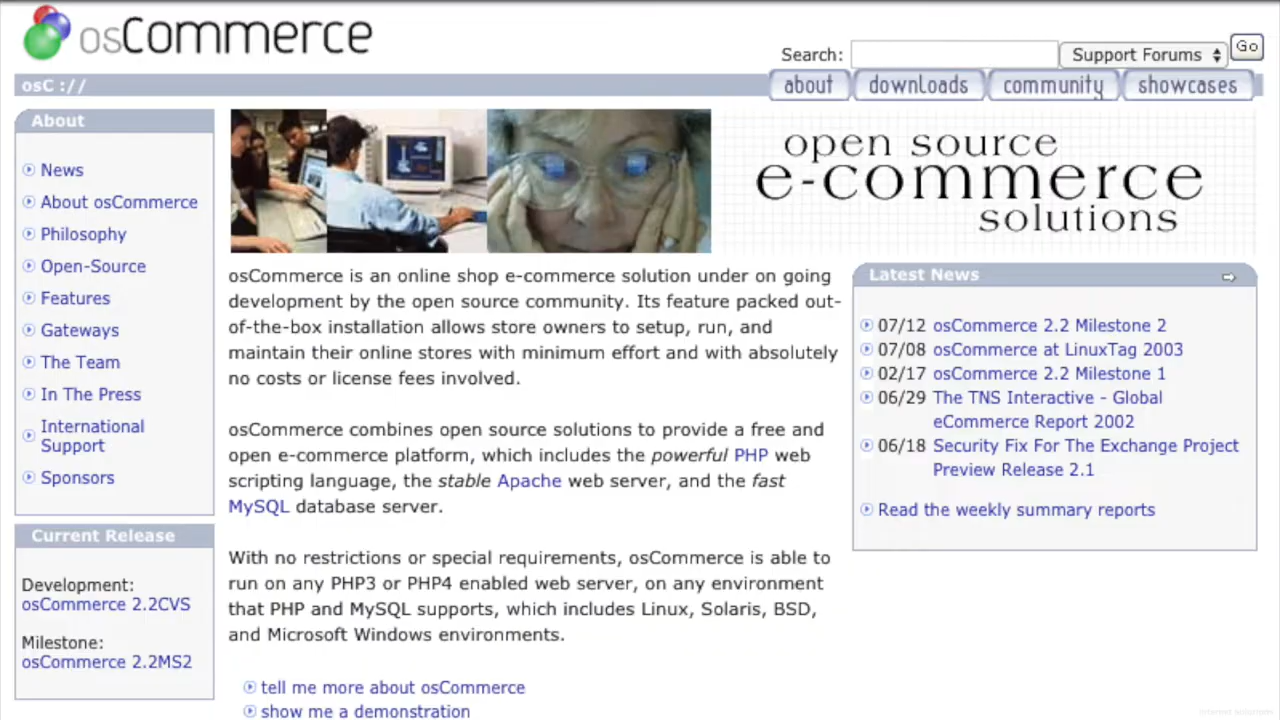 osCommerce
Search:
Support Forums
Go
osC ://
about
downloads
community
showcases
About
News
About osCommerce
Philosophy
Open-Source
Features
Gateways
The Team
In The Press
International
Support
Sponsors
Current Release
Development:
osCommerce 2.2CVS
Milestone:
osCommerce 2.2MS2
open source
e-commerce
solutions
osCommerce is an online shop e-commerce solution under on going
development by the open source community. Its feature packed out-
of-the-box installation allows store owners to setup, run, and
maintain their online stores with minimum effort and with absolutely
no costs or license fees involved.
osCommerce combines open source solutions to provide a free and
open e-commerce platform, which includes the powerful PHP web
scripting language, the stable Apache web server, and the fast
MySQL database server.
With no restrictions or special requirements, osCommerce is able to
run on any PHP3 or PHP4 enabled web server, on any environment
that PHP and MySQL supports, which includes Linux, Solaris, BSD,
and Microsoft Windows environments.
tell me more about osCommerce
show me a demonstration
Latest News
07/12 osCommerce 2.2 Milestone 2
07/08 osCommerce at LinuxTag 2003
02/17 osCommerce 2.2 Milestone 1
06/29 The TNS Interactive - Global
eCommerce Report 2002
06/18 Security Fix For The Exchange Project
Preview Release 2.1
Read the weekly summary reports